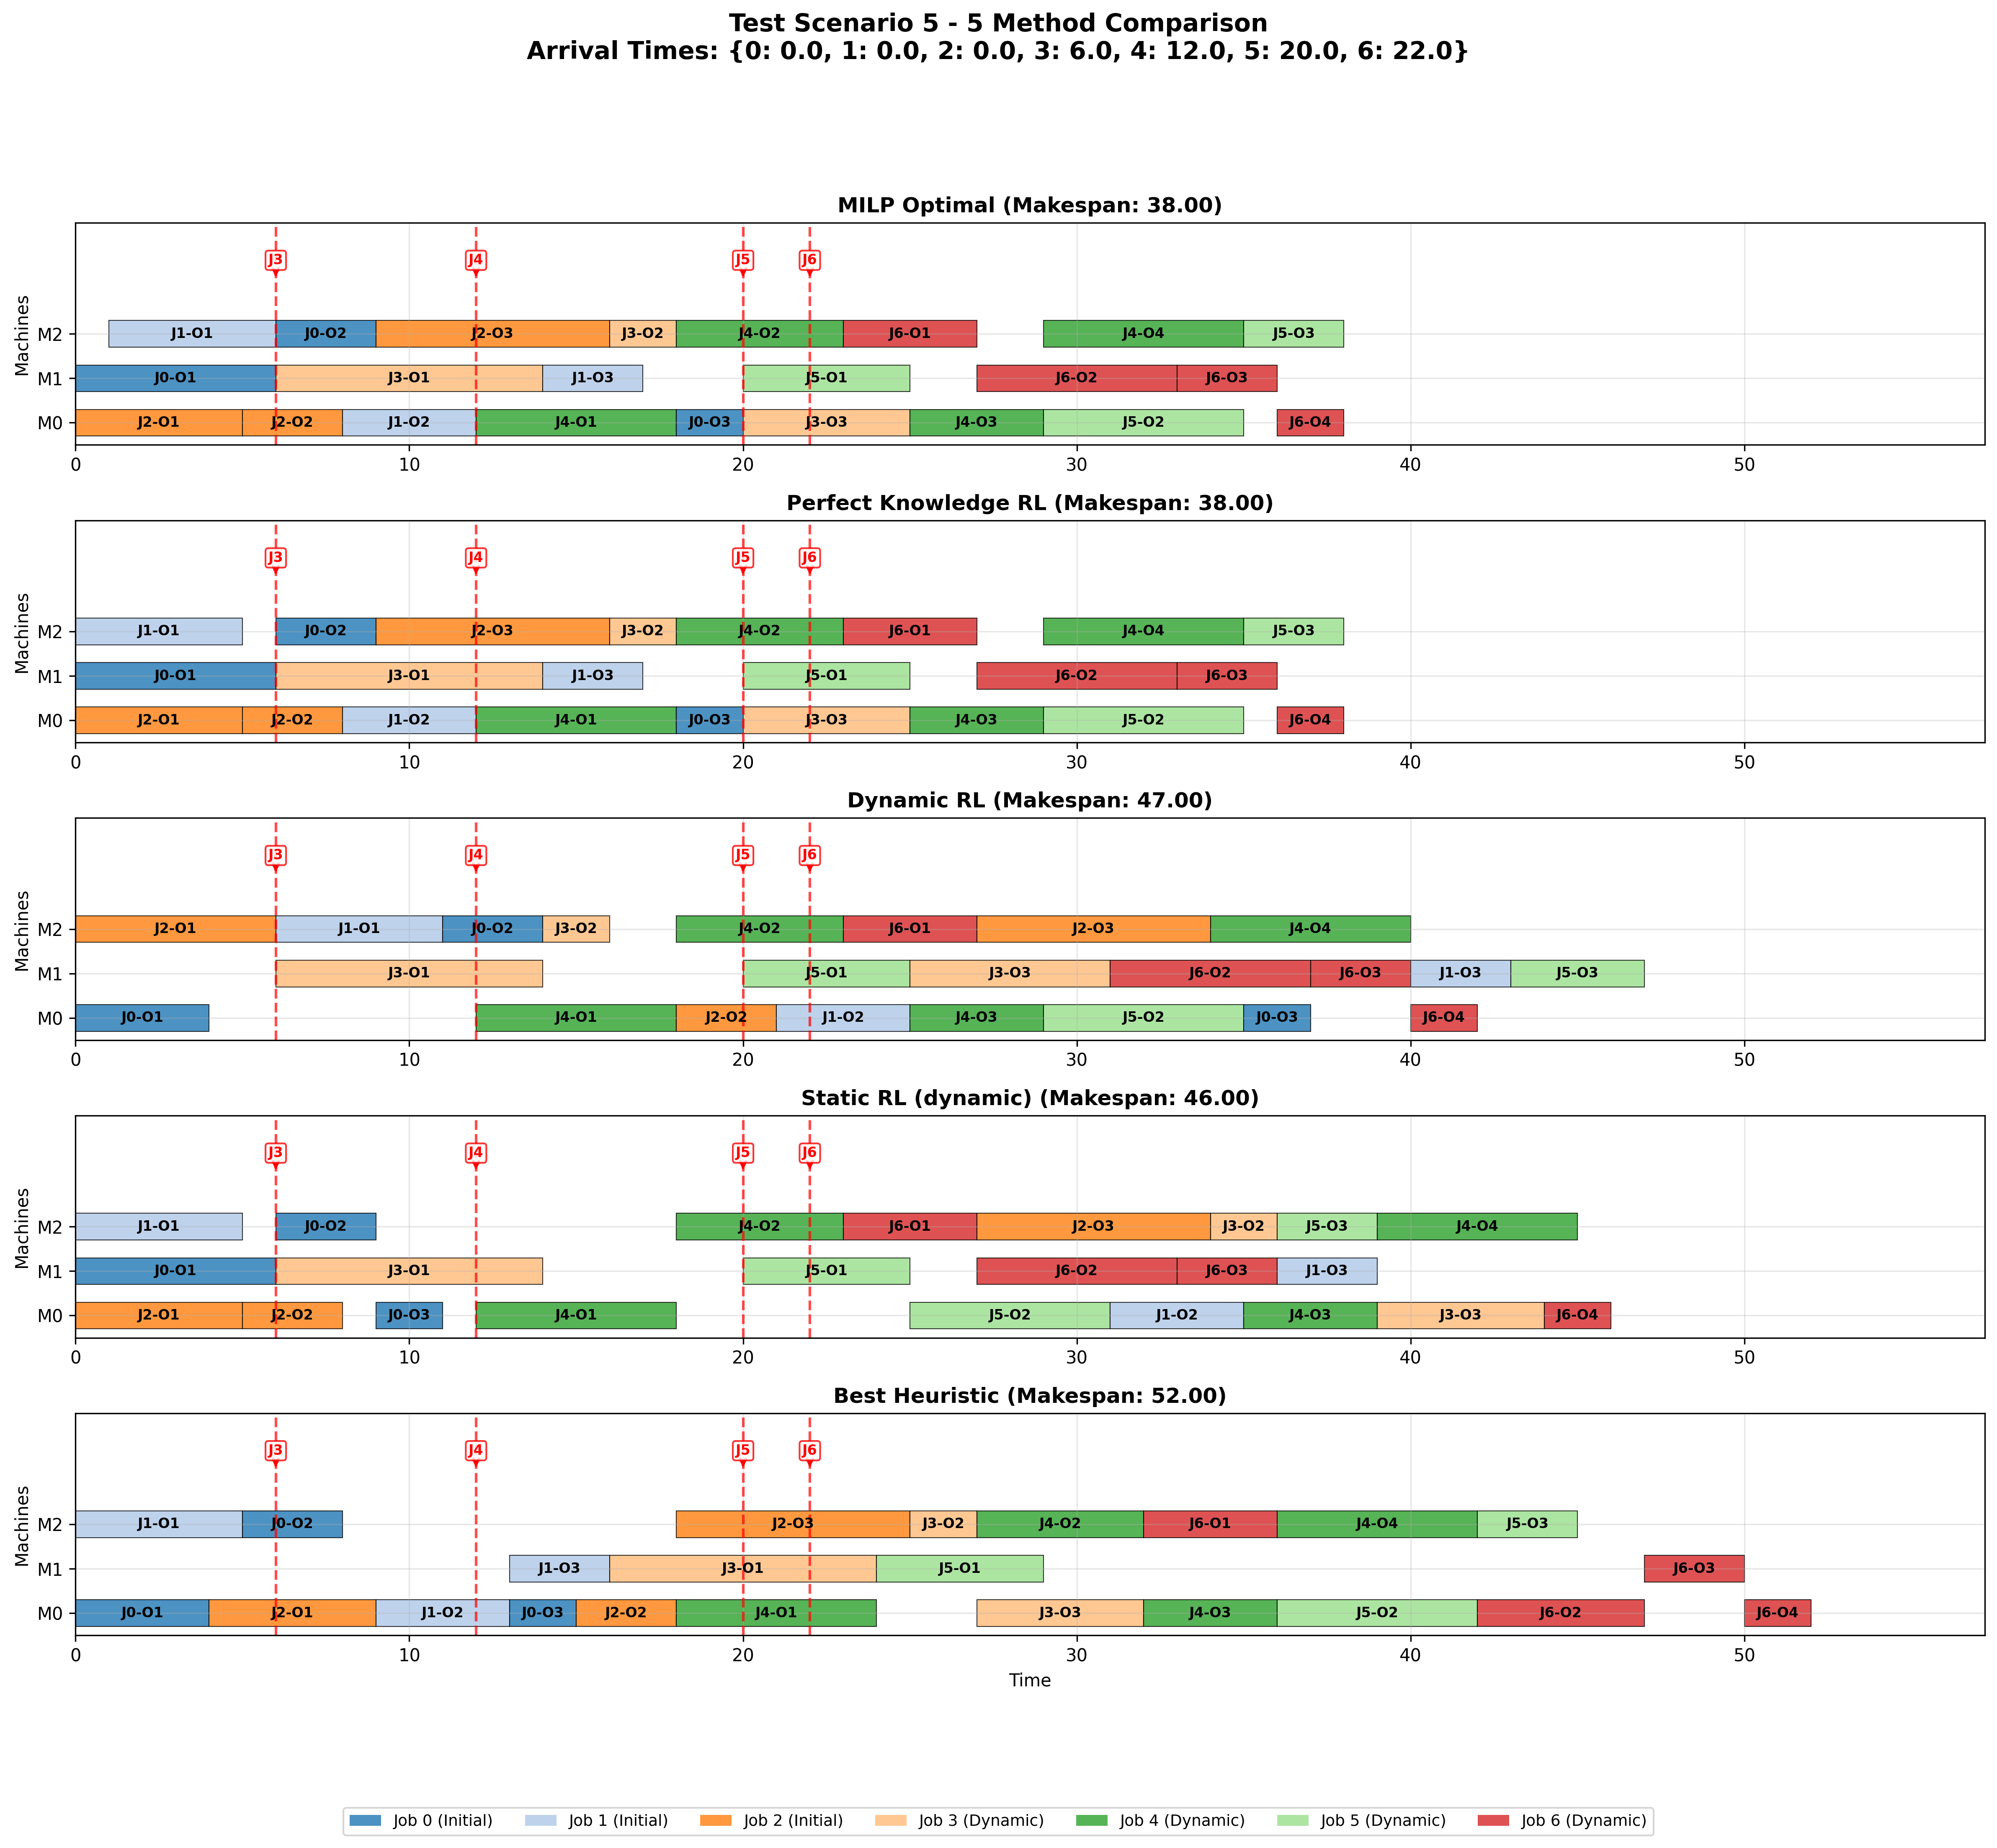 Test Scenario 5 - 5 Method Comparison
Arrival Times: {0: 0.0, 1: 0.0, 2: 0.0, 3: 6.0, 4: 12.0, 5: 20.0, 6: 22.0}
MILP Optimal (Makespan: 38.00)
J3 J4 J5 J6
Machines
M2 J1-O1 J0-O2 J2-O3 J3-O2 J4-O2 J6-O1 J4-O4 J5-O3
M1 J0-O1 J3-O1 J1-O3 J5-O1 J6-O2 J6-O3
M0 J2-O1 J2-O2 J1-O2 J4-O1 J0-O3 J3-O3 J4-O3 J5-O2 J6-O4
0 10 20 30 40 50
Perfect Knowledge RL (Makespan: 38.00)
J3 J4 J5 J6
Machines
M2 J1-O1 J0-O2 J2-O3 J3-O2 J4-O2 J6-O1 J4-O4 J5-O3
M1 J0-O1 J3-O1 J1-O3 J5-O1 J6-O2 J6-O3
M0 J2-O1 J2-O2 J1-O2 J4-O1 J0-O3 J3-O3 J4-O3 J5-O2 J6-O4
0 10 20 30 40 50
Dynamic RL (Makespan: 47.00)
J3 J4 J5 J6
Machines
M2 J2-O1 J1-O1 J0-O2 J3-O2 J4-O2 J6-O1 J2-O3 J4-O4
M1 J3-O1 J5-O1 J3-O3 J6-O2 J6-O3 J1-O3 J5-O3
M0 J0-O1 J4-O1 J2-O2 J1-O2 J4-O3 J5-O2 J0-O3 J6-O4
0 10 20 30 40 50
Static RL (dynamic) (Makespan: 46.00)
J3 J4 J5 J6
Machines
M2 J1-O1 J0-O2 J4-O2 J6-O1 J2-O3 J3-O2 J5-O3 J4-O4
M1 J0-O1 J3-O1 J5-O1 J6-O2 J6-O3 J1-O3
M0 J2-O1 J2-O2 J0-O3 J4-O1 J5-O2 J1-O2 J4-O3 J3-O3 J6-O4
0 10 20 30 40 50
Best Heuristic (Makespan: 52.00)
J3 J4 J5 J6
Machines
M2 J1-O1 J0-O2 J2-O3 J3-O2 J4-O2 J6-O1 J4-O4 J5-O3
M1 J1-O3 J3-O1 J5-O1 J6-O3
M0 J0-O1 J2-O1 J1-O2 J0-O3 J2-O2 J4-O1 J3-O3 J4-O3 J5-O2 J6-O2 J6-O4
0 10 20 30 40 50
Time
Job 0 (Initial) Job 1 (Initial) Job 2 (Initial) Job 3 (Dynamic) Job 4 (Dynamic) Job 5 (Dynamic) Job 6 (Dynamic)